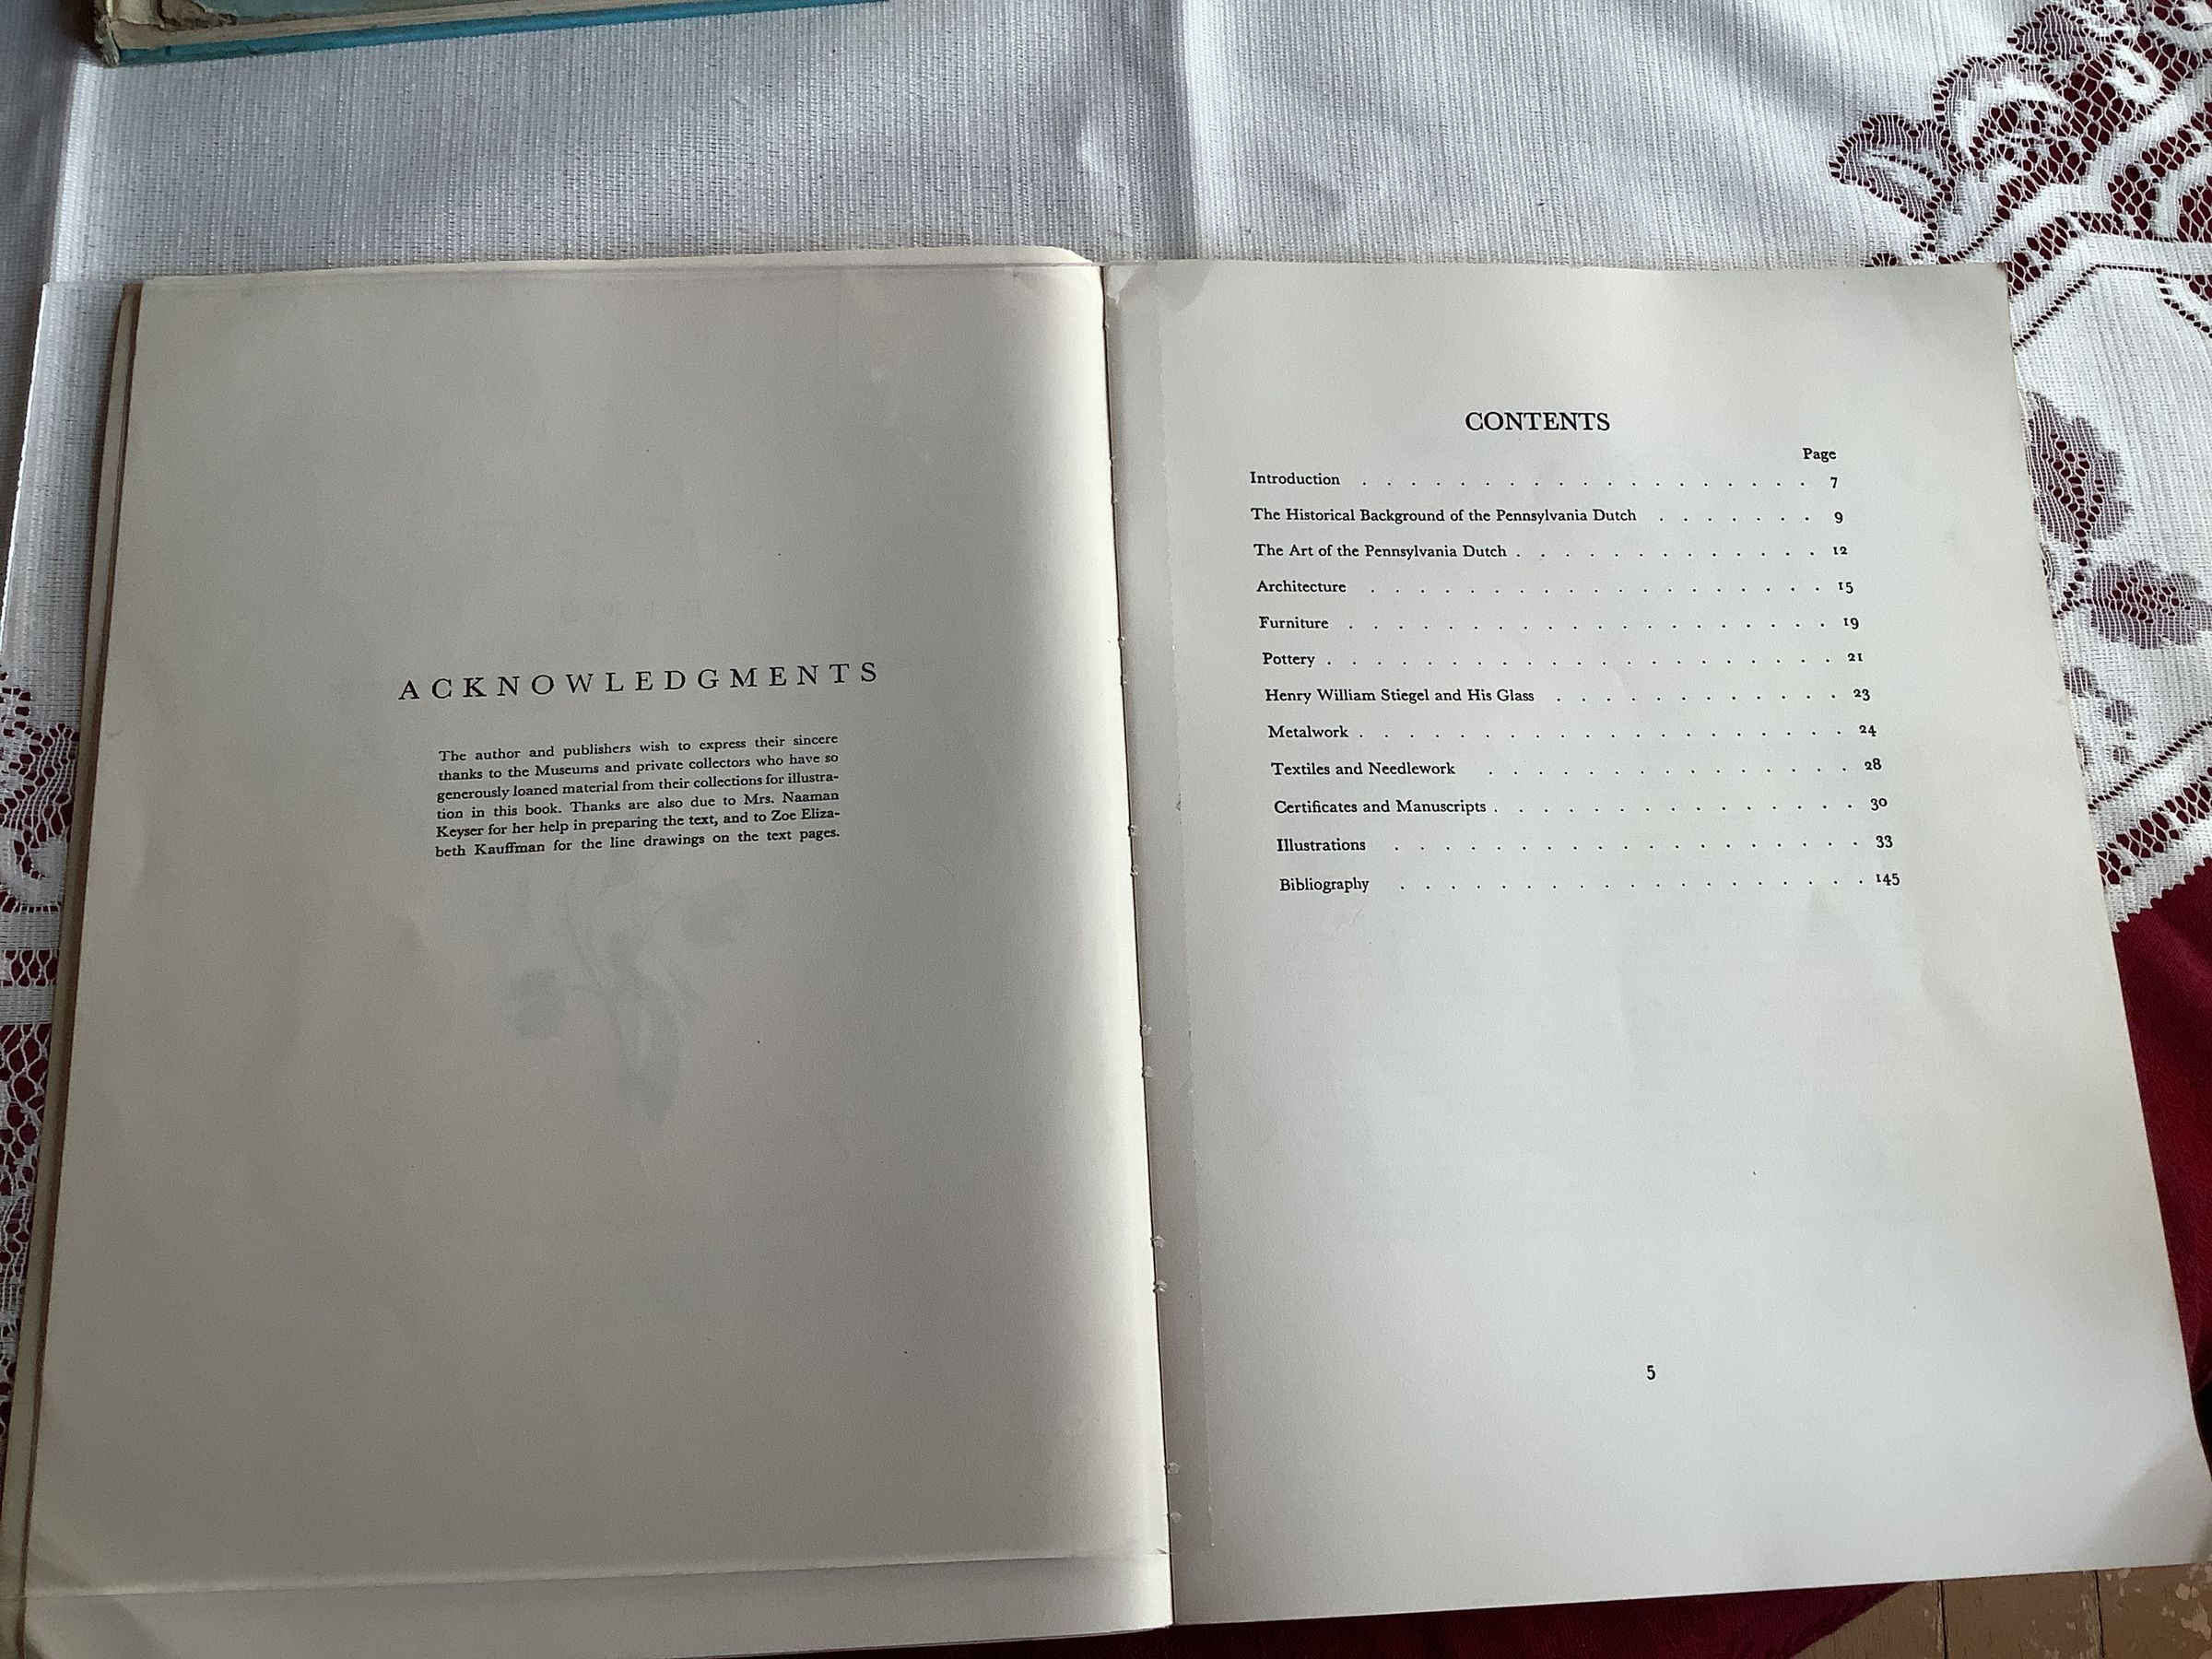 ACKNOWLEDGMENTS
The author and publishers wish to express their sincere
thanks to the Museums and private collectors who have so
generously loaned material from their collections for illustra-
tion in this book. Thanks are also due to Mrs. Naaman
Keyser for her help in preparing the text, and to Zoe Eliza-
beth Kauffman for the line drawings on the text pages.
CONTENTS
Page
Introduction . . . . . . . . . . . . . . . . . . 7
The Historical Background of the Pennsylvania Dutch . . . . . . . 9
The Art of the Pennsylvania Dutch . . . . . . . . . . . . . 12
Architecture . . . . . . . . . . . . . . . . . . 15
Furniture . . . . . . . . . . . . . . . . . . . 19
Pottery . . . . . . . . . . . . . . . . . . . . 21
Henry William Stiegel and His Glass . . . . . . . . . . . . 23
Metalwork . . . . . . . . . . . . . . . . . . . 24
Textiles and Needlework . . . . . . . . . . . . . . 28
Certificates and Manuscripts . . . . . . . . . . . . . . 30
Illustrations . . . . . . . . . . . . . . . . . . 33
Bibliography . . . . . . . . . . . . . . . . . . 145
5